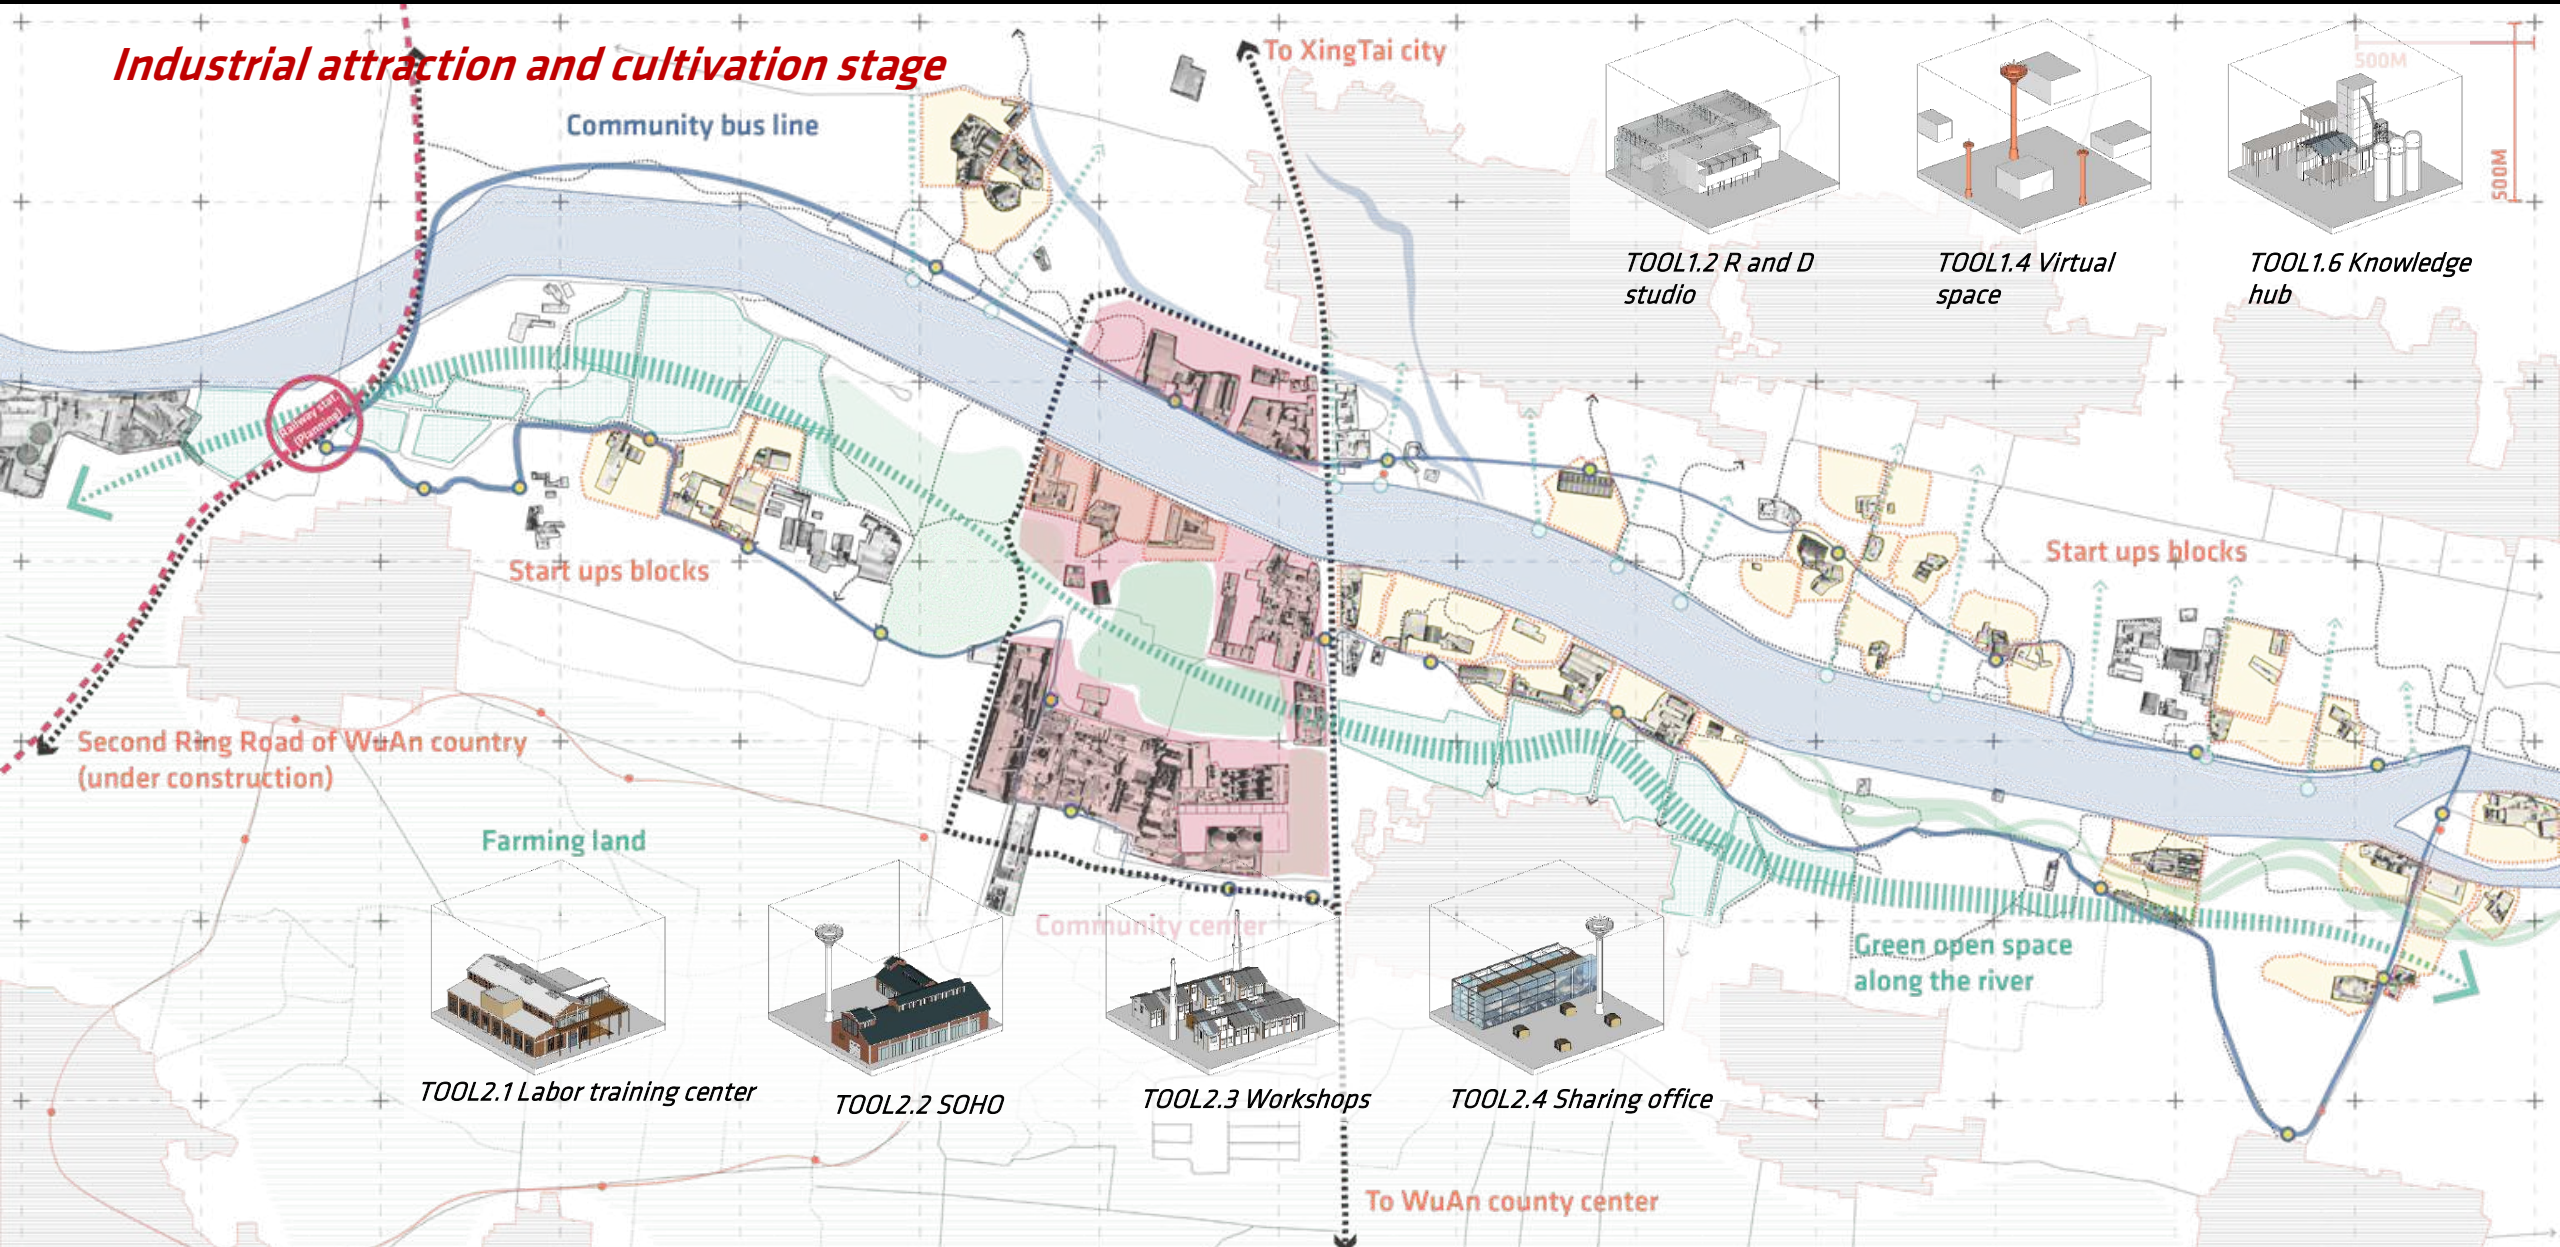 Industrial attraction and cultivation stage
To XingTai city
500M
500M
Community bus line
TOOL1.2 R and D
studio
TOOL1.4 Virtual
space
TOOL1.6 Knowledge
hub
Railway stat.
(Planning)
Start ups blocks
Start ups blocks
Second Ring Road of WuAn country
(under construction)
Farming land
Community center
Green open space
along the river
TOOL2.1 Labor training center
TOOL2.2 SOHO
TOOL2.3 Workshops
TOOL2.4 Sharing office
To WuAn county center